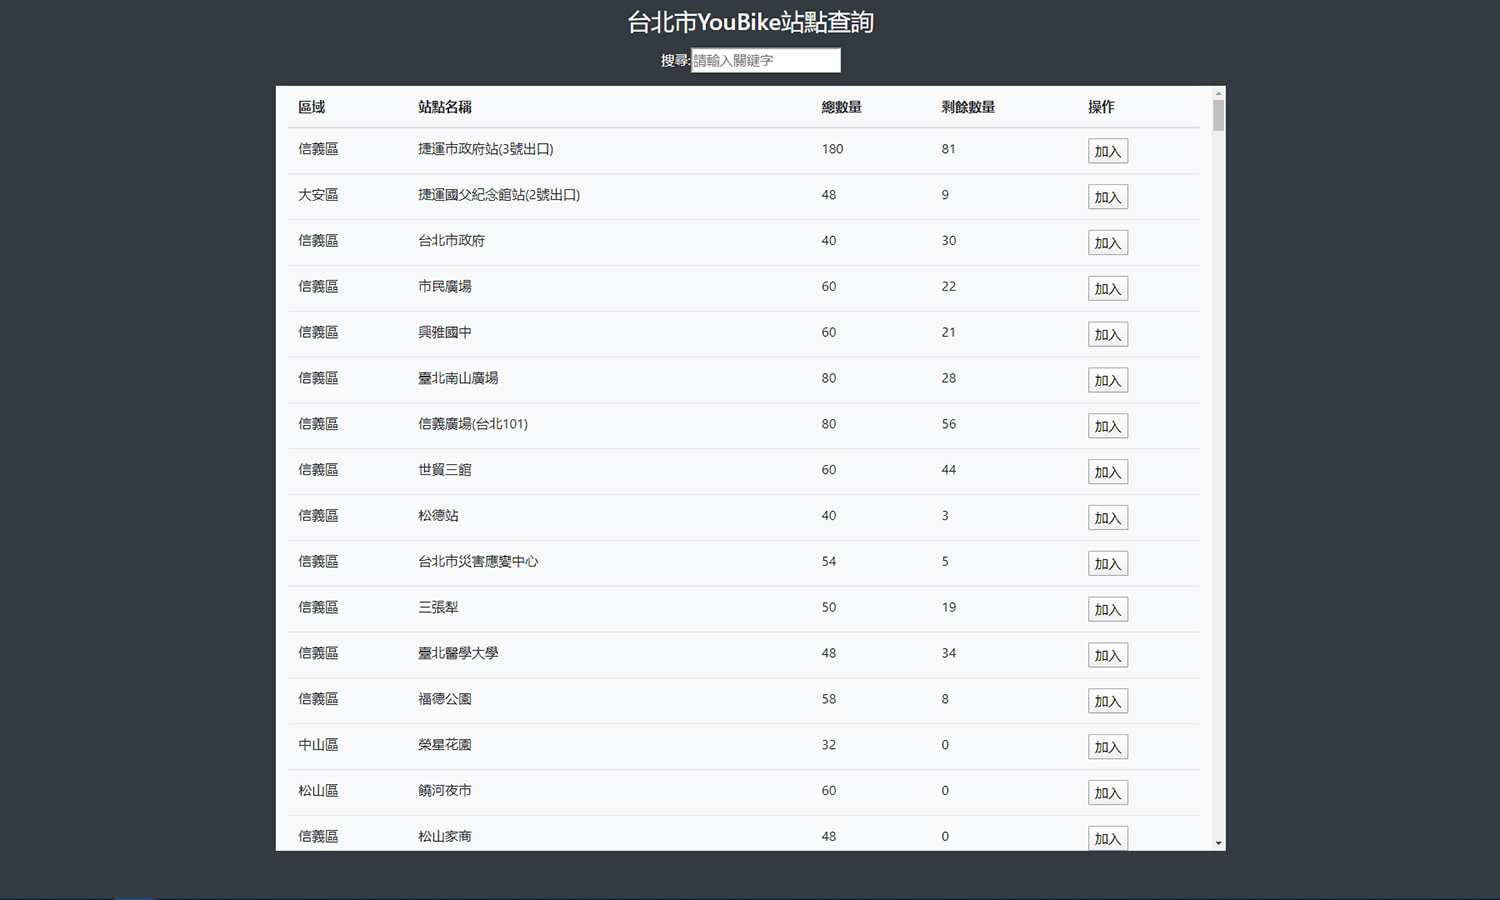 台北市YouBike站點查詢
搜尋:請輸入關鍵字
區域 站點名稱 總數量 剩餘數量 操作
信義區 捷運市政府站(3號出口) 180 81 加入
大安區 捷運國父紀念館站(2號出口) 48 9 加入
信義區 台北市政府 40 30 加入
信義區 市民廣場 60 22 加入
信義區 興雅國中 60 21 加入
信義區 臺北南山廣場 80 28 加入
信義區 信義廣場(台北101) 80 56 加入
信義區 世貿三館 60 44 加入
信義區 松德站 40 3 加入
信義區 台北市災害應變中心 54 5 加入
信義區 三張犁 50 19 加入
信義區 臺北醫學大學 48 34 加入
信義區 福德公園 58 8 加入
中山區 榮星花園 32 0 加入
松山區 饒河夜市 60 0 加入
信義區 松山家商 48 0 加入